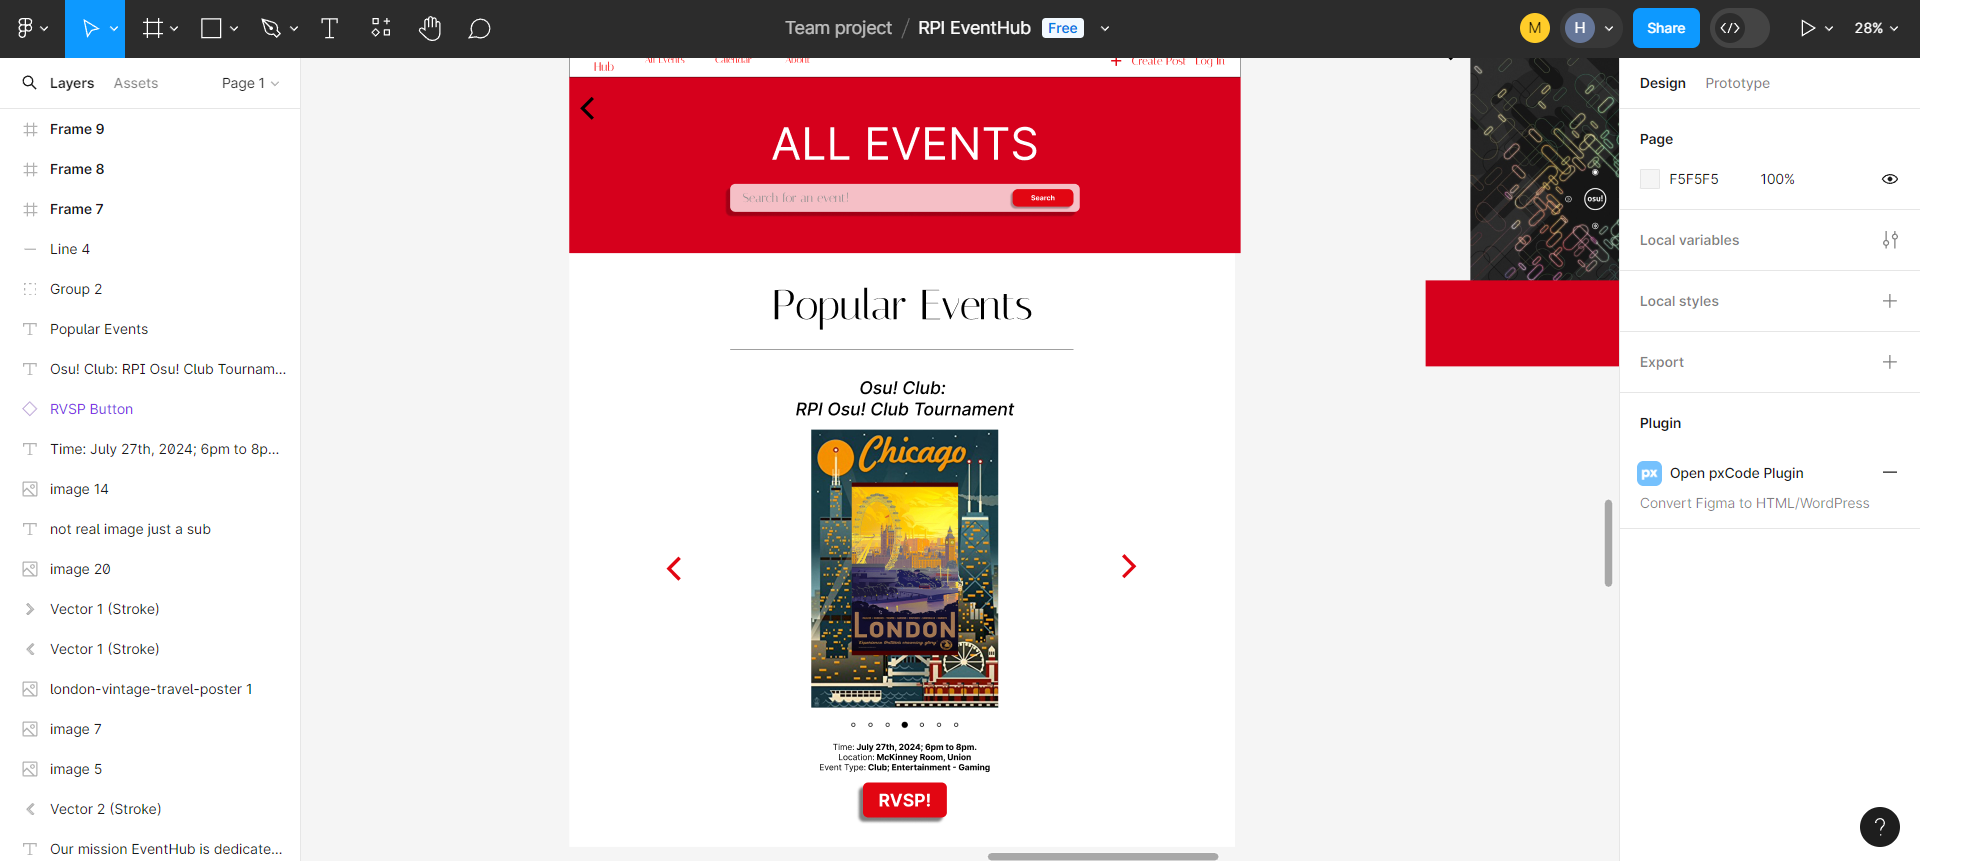 Team project / RPI EventHub Free
M
H
Share
28%
Layers
Assets
Page 1
Frame 9
Frame 8
Frame 7
Line 4
Group 2
Popular Events
Osu! Club: RPI Osu! Club Tournam...
RVSP Button
Time: July 27th, 2024; 6pm to 8p...
image 14
not real image just a sub
image 20
Vector 1 (Stroke)
Vector 1 (Stroke)
london-vintage-travel-poster 1
image 7
image 5
Vector 2 (Stroke)
Our mission EventHub is dedicate...
Hub
All Events
Calendar
About
+ Create Post
Log In
ALL EVENTS
Search for an event!
Search
Popular Events
Osu! Club:
RPI Osu! Club Tournament
Chicago
LONDON
Time: July 27th, 2024; 6pm to 8pm.
Location: McKinney Room, Union
Event Type: Club; Entertainment - Gaming
RVSP!
osu!
Design
Prototype
Page
F5F5F5
100%
Local variables
Local styles
Export
Plugin
px
Open pxCode Plugin
Convert Figma to HTML/WordPress
?